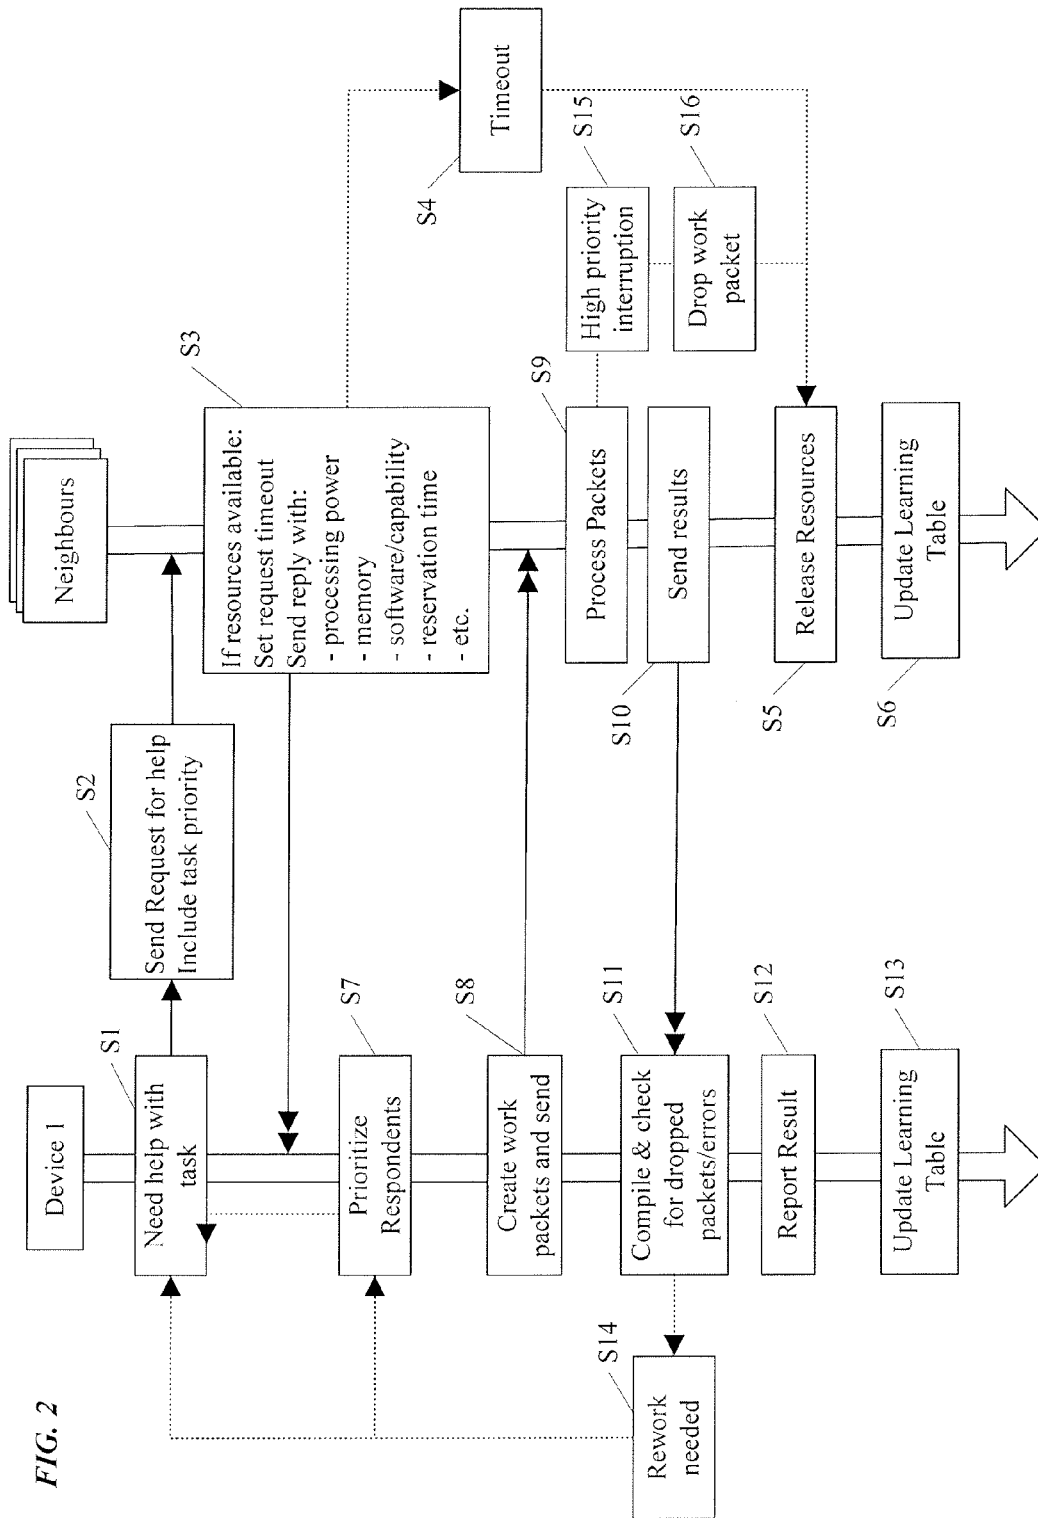 FIG. 2
Device 1
Neighbours
S1
Need help with
task
S2
Send Request for help
Include task priority
S3
If resources available:
Set request timeout
Send reply with:
- processing power
- memory
- software/capability
- reservation time
- etc.
S4
Timeout
S7
Prioritize
Respondents
S8
Create work
packets and send
S9
Process Packets
S15
High priority
interruption
S16
Drop work
packet
S10
Send results
S11
Compile & check
for dropped
packets/errors
S14
Rework
needed
S12
Report Result
S5
Release Resources
S13
Update Learning
Table
S6
Update Learning
Table